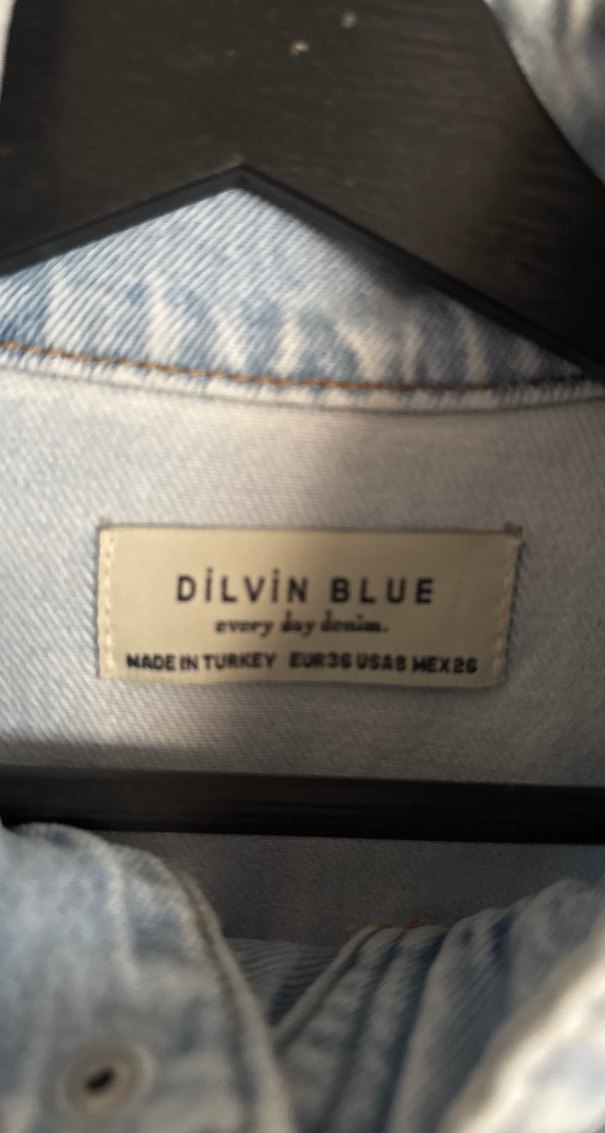 DİLVİN BLUE
every day denim.
MADE IN TURKEY EUR36 USA8 MEX26